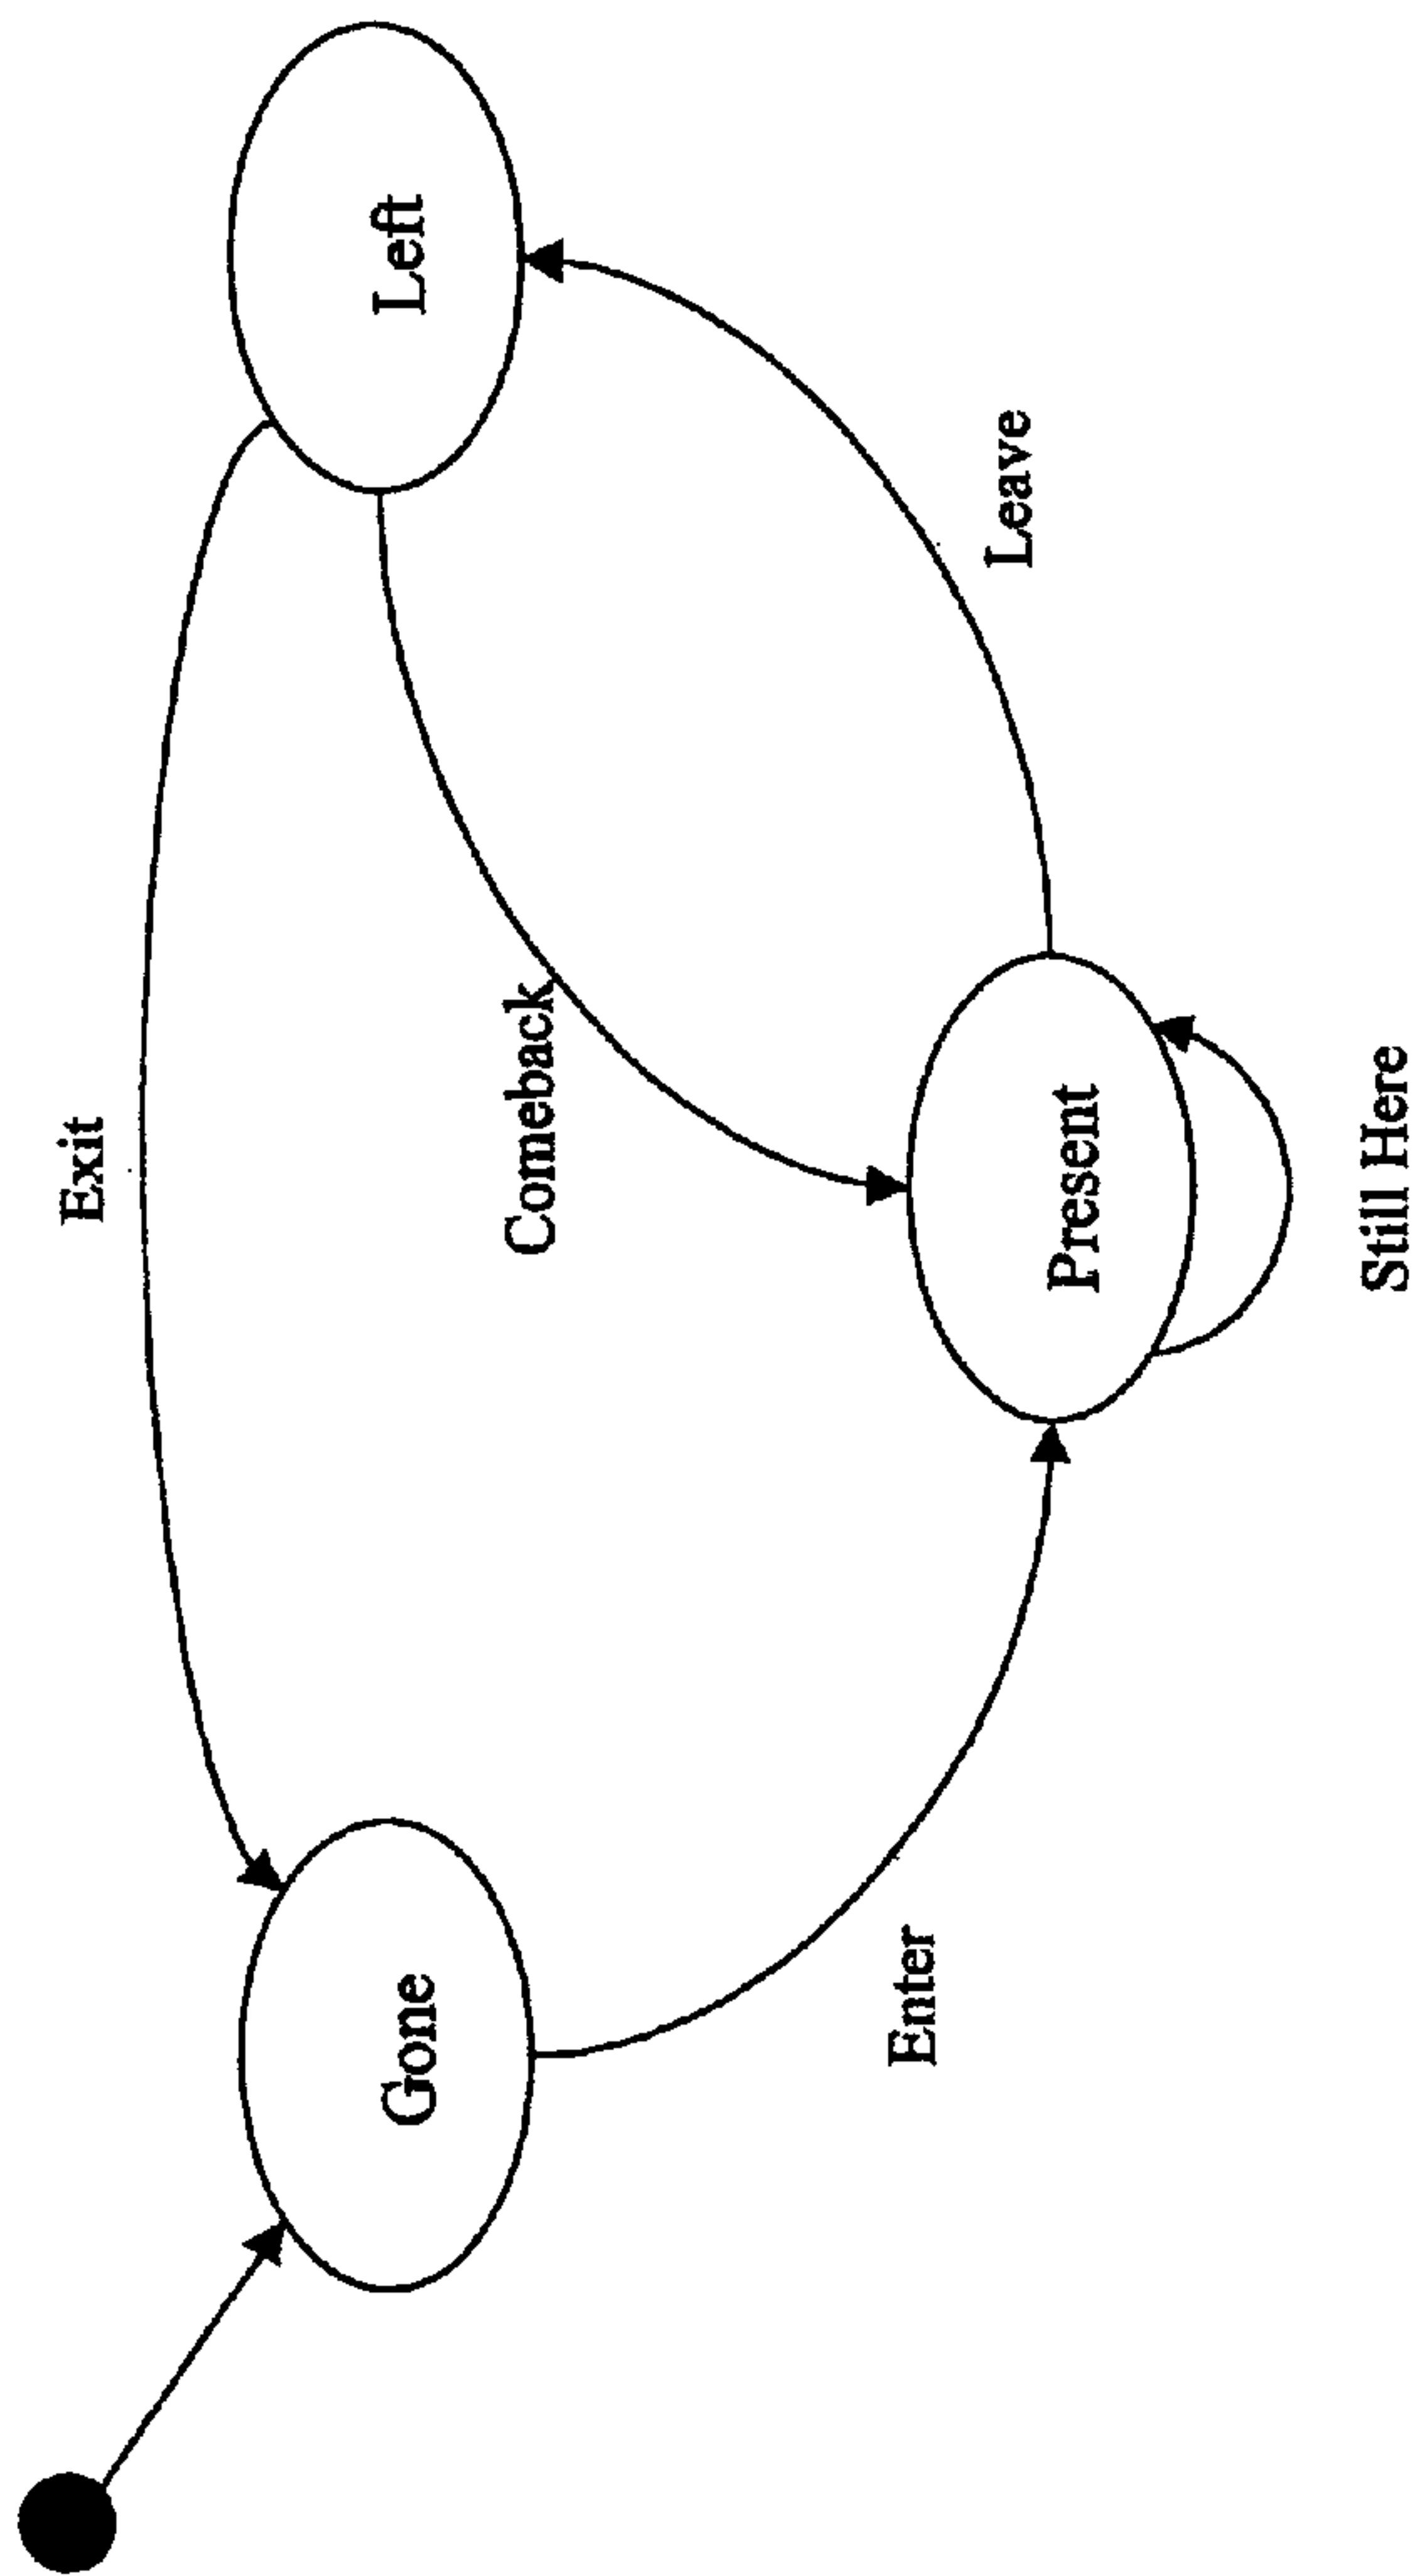 Exit
Left
Gone
Comeback
Leave
Enter
Present
Still Here